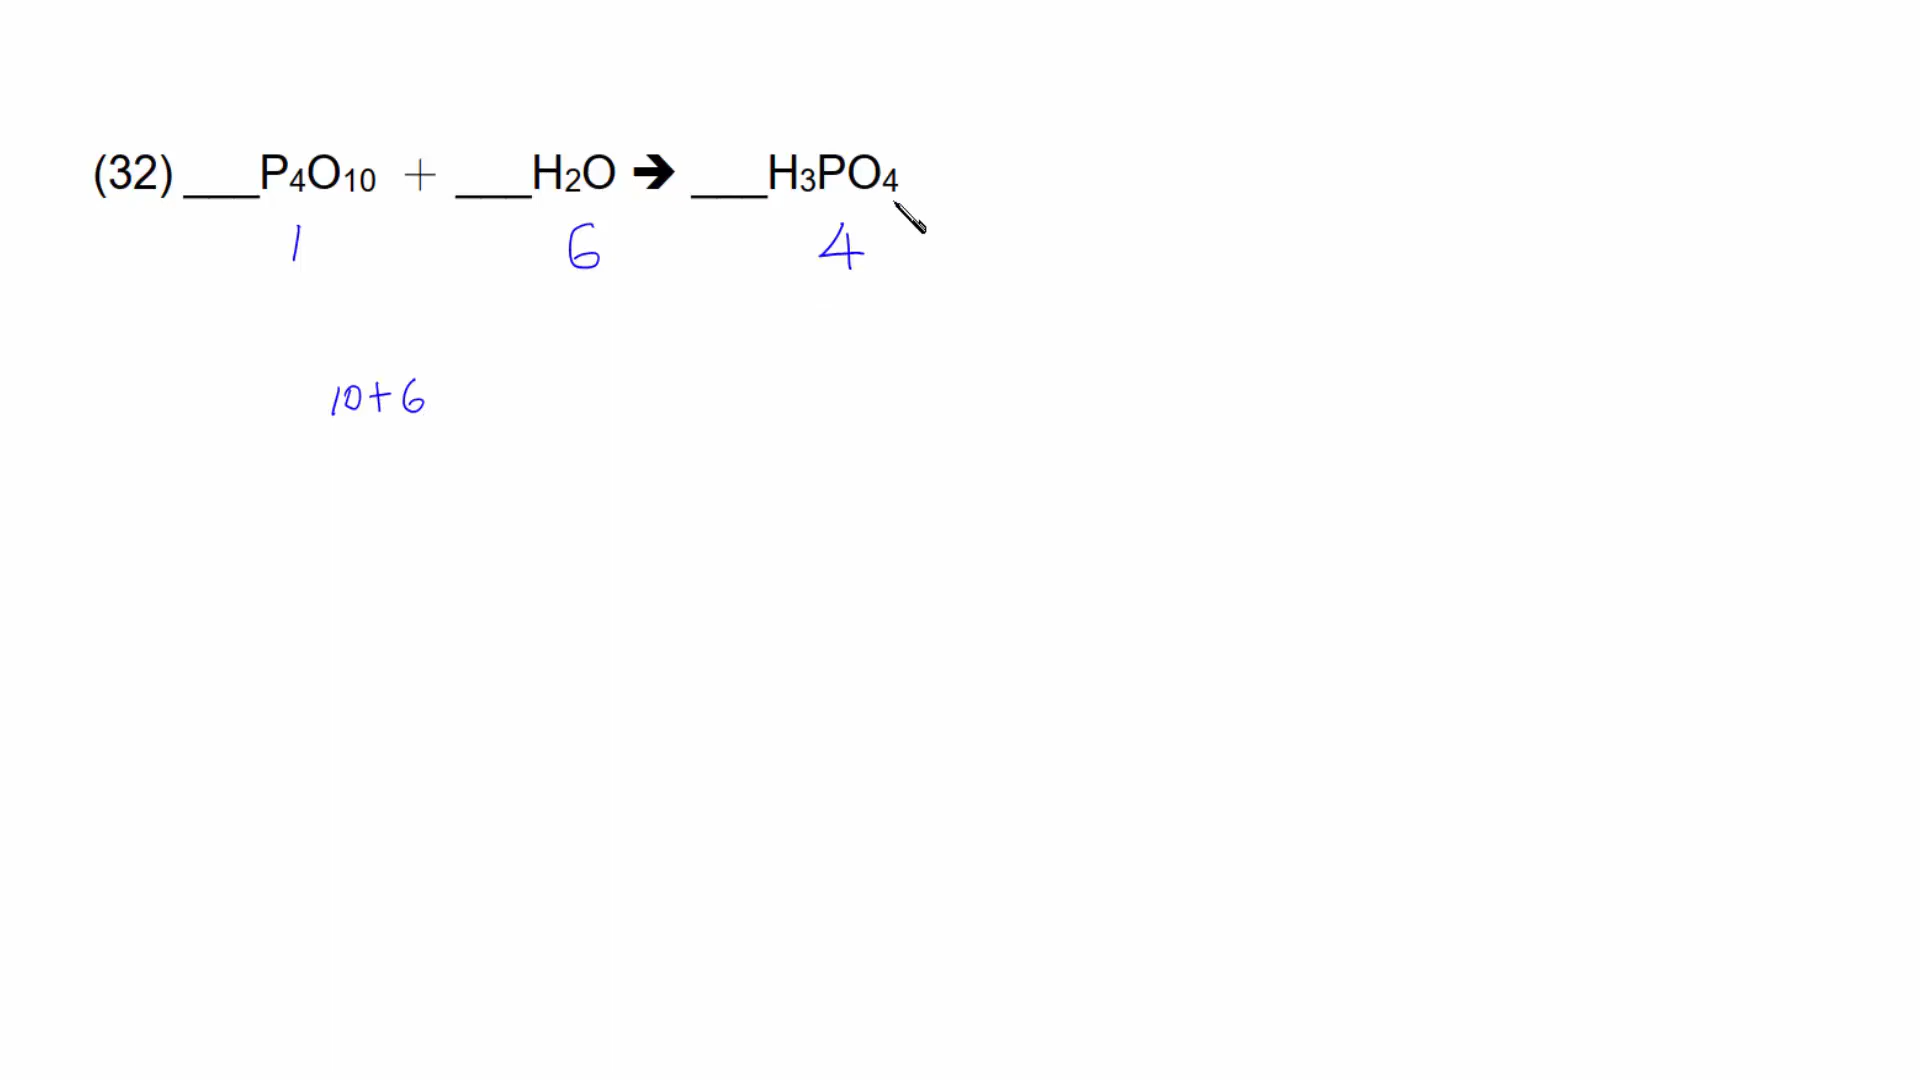 (32) ___P₄O₁₀ + ___H₂O ➔ ___H₃PO₄
1 6 4
10+6